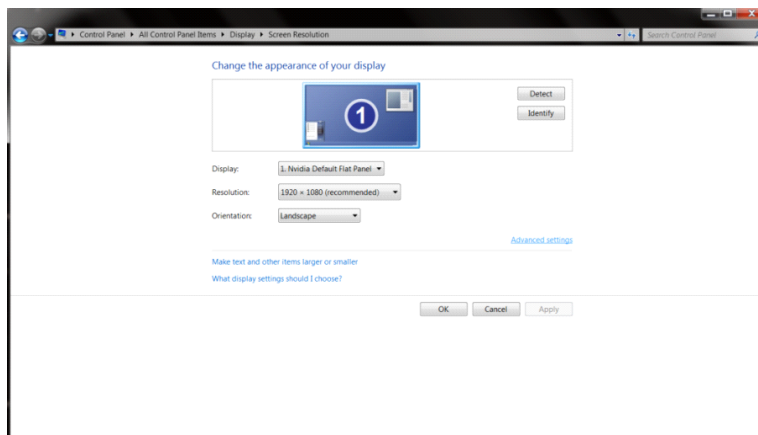 Control Panel ▸ All Control Panel Items ▸ Display ▸ Screen Resolution
Search Control Panel
Change the appearance of your display
1
Detect
Identify
Display: 1. Nvidia Default Flat Panel
Resolution: 1920 × 1080 (recommended)
Orientation: Landscape
Advanced settings
Make text and other items larger or smaller
What display settings should I choose?
OK Cancel Apply